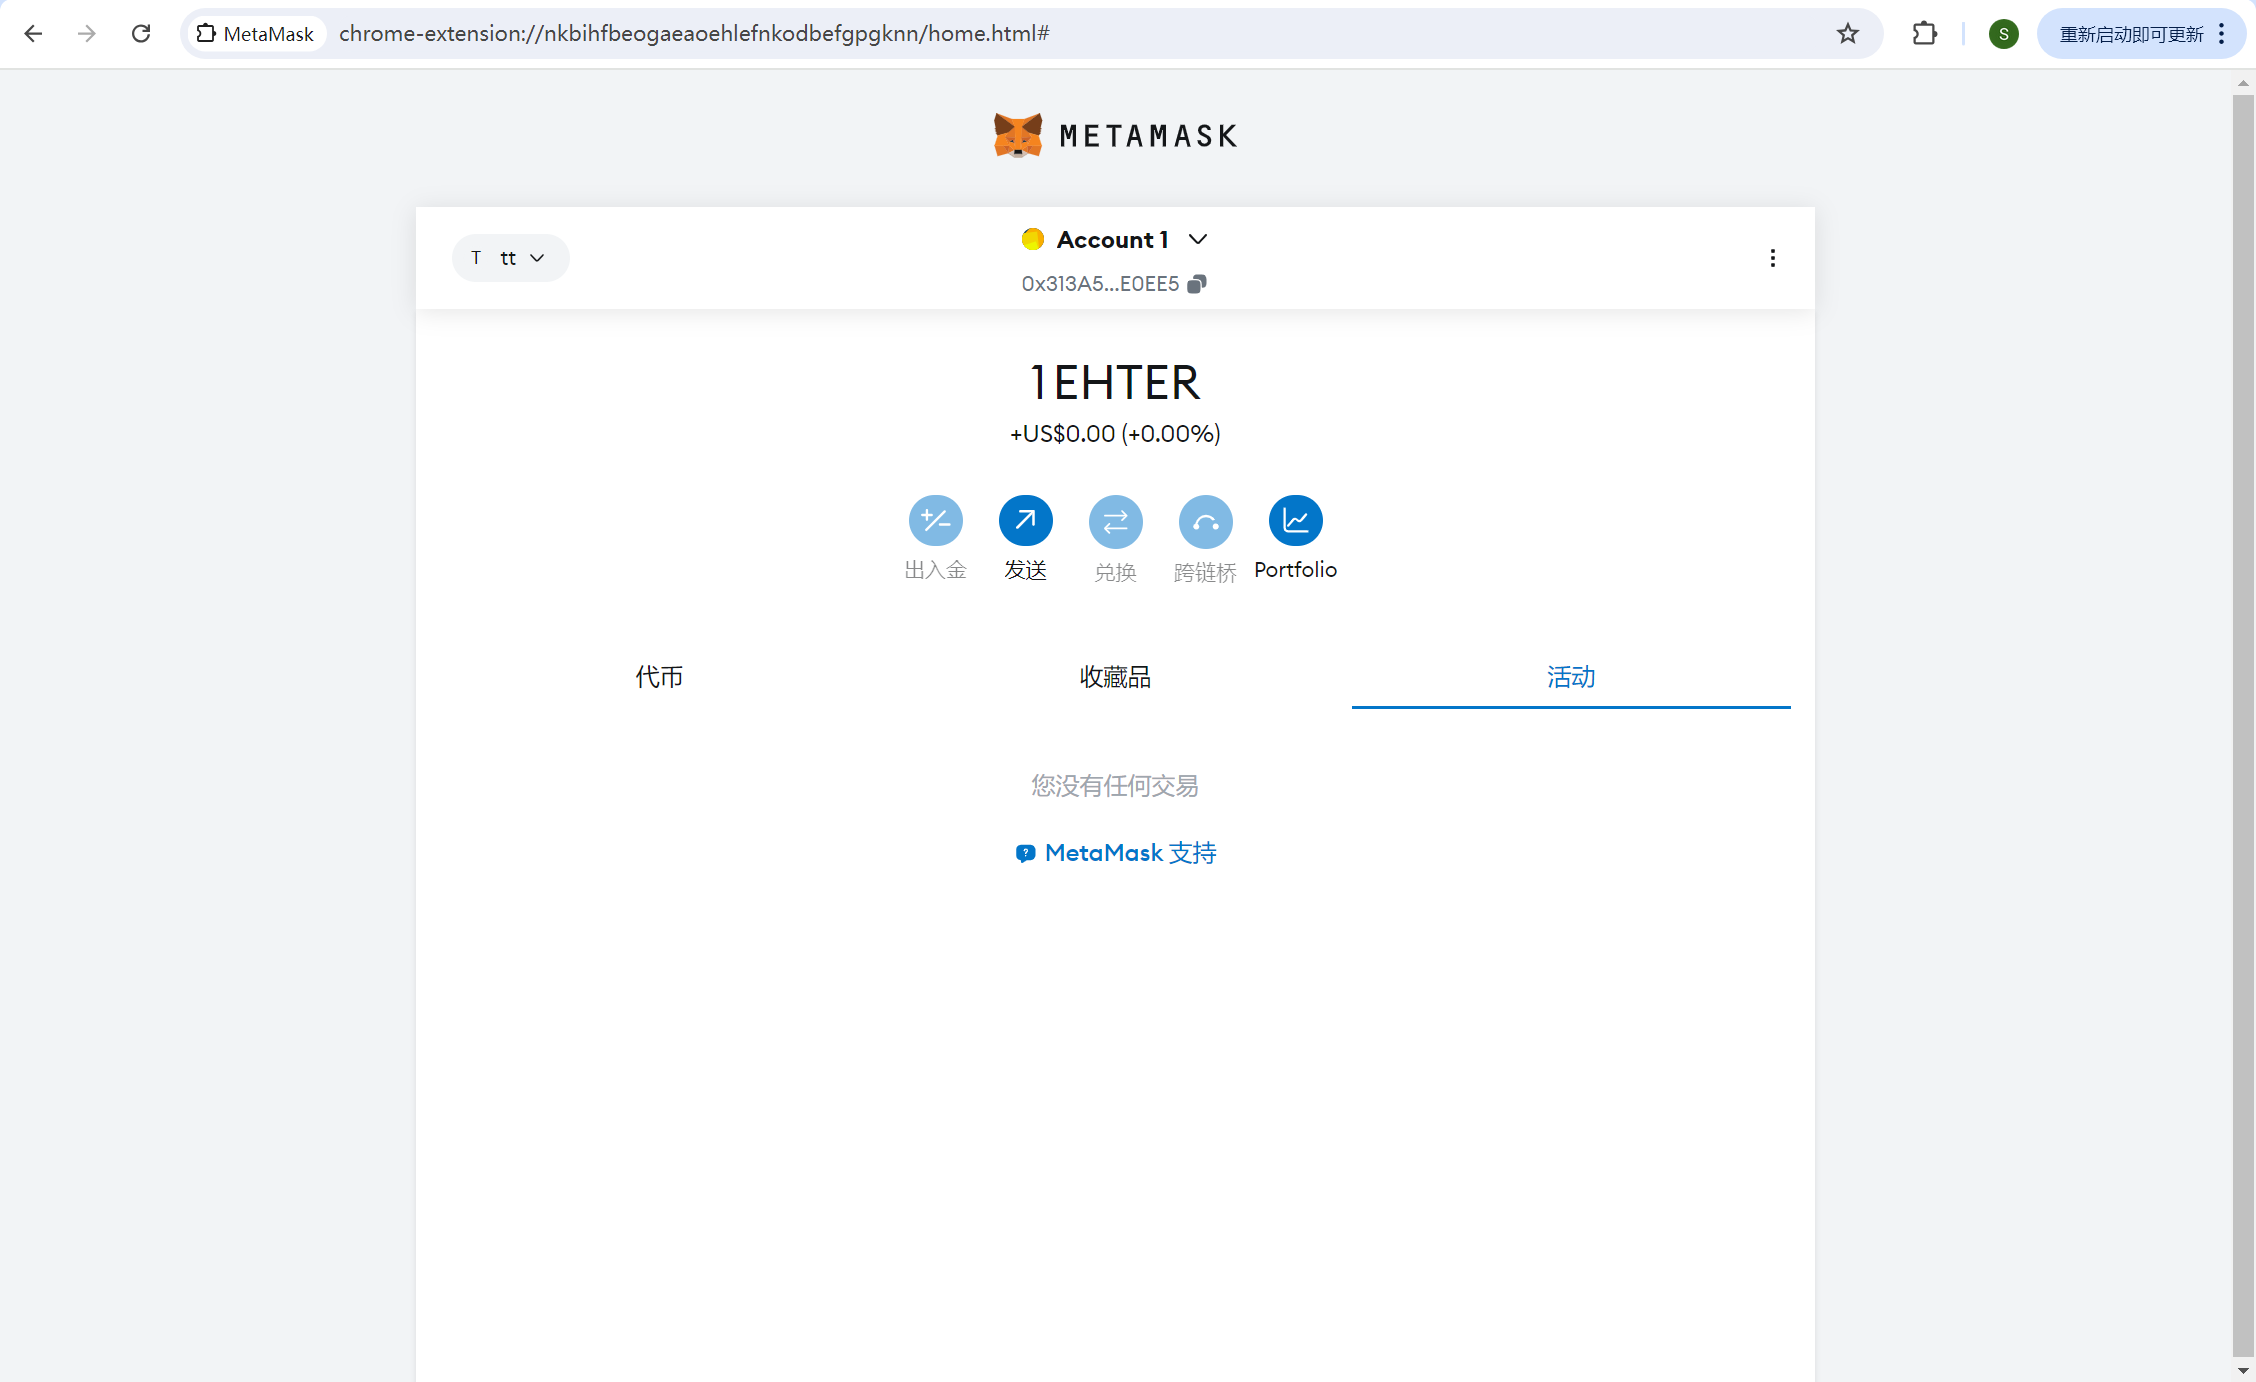 MetaMask
chrome-extension://nkbihfbeogaeaoehlefnkodbefgpgknn/home.html#
S
重新启动即可更新
METAMASK
T tt
Account 1
0x313A5...E0EE5
1 EHTER
+US$0.00 (+0.00%)
出入金
发送
兑换
跨链桥
Portfolio
代币
收藏品
活动
您没有任何交易
MetaMask 支持